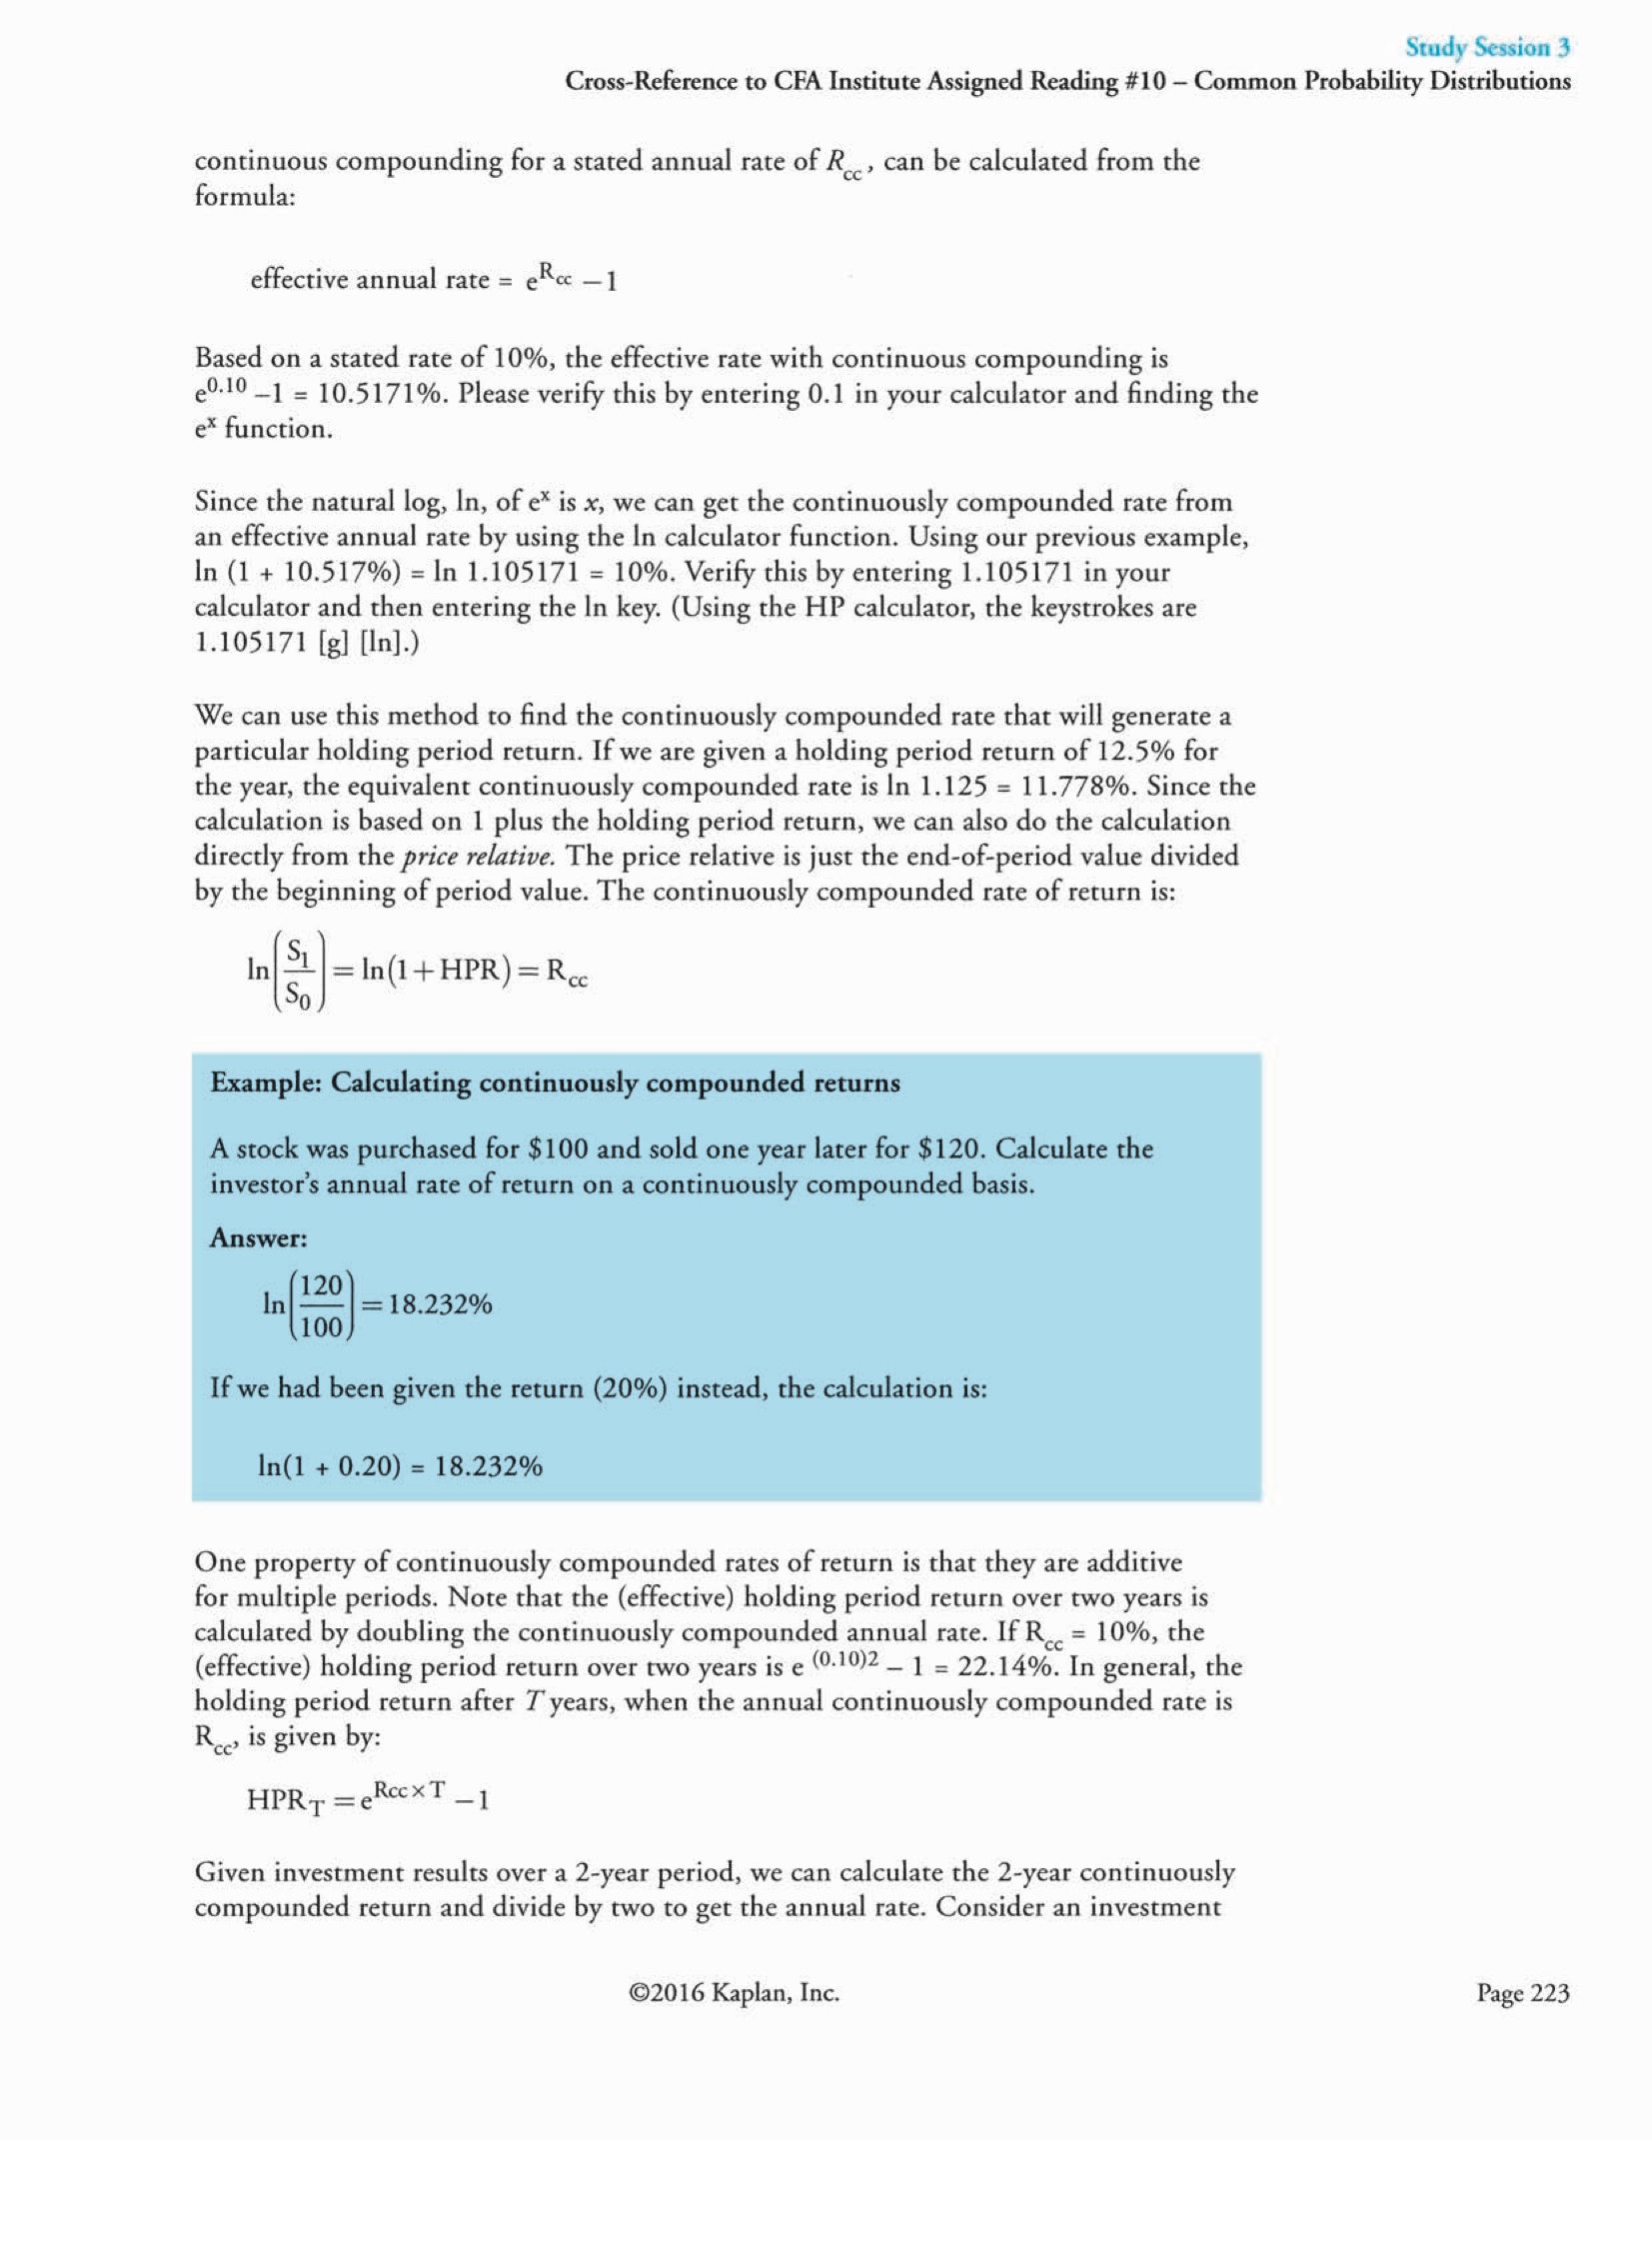 Study Session 3
Cross-Reference to CFA Institute Assigned Reading #10 – Common Probability Distributions
continuous compounding for a stated annual rate of R_cc, can be calculated from the
formula:
effective annual rate = e^Rcc − 1
Based on a stated rate of 10%, the effective rate with continuous compounding is
e^0.10 –1 = 10.5171%. Please verify this by entering 0.1 in your calculator and finding the
e^x function.
Since the natural log, ln, of e^x is x, we can get the continuously compounded rate from
an effective annual rate by using the ln calculator function. Using our previous example,
ln (1 + 10.517%) = ln 1.105171 = 10%. Verify this by entering 1.105171 in your
calculator and then entering the ln key. (Using the HP calculator, the keystrokes are
1.105171 [g] [ln].)
We can use this method to find the continuously compounded rate that will generate a
particular holding period return. If we are given a holding period return of 12.5% for
the year, the equivalent continuously compounded rate is ln 1.125 = 11.778%. Since the
calculation is based on 1 plus the holding period return, we can also do the calculation
directly from the price relative. The price relative is just the end-of-period value divided
by the beginning of period value. The continuously compounded rate of return is:
ln(S_1/S_0) = ln(1+HPR) = R_cc
Example: Calculating continuously compounded returns
A stock was purchased for $100 and sold one year later for $120. Calculate the
investor's annual rate of return on a continuously compounded basis.
Answer:
ln(120/100) = 18.232%
If we had been given the return (20%) instead, the calculation is:
ln(1 + 0.20) = 18.232%
One property of continuously compounded rates of return is that they are additive
for multiple periods. Note that the (effective) holding period return over two years is
calculated by doubling the continuously compounded annual rate. If R_cc = 10%, the
(effective) holding period return over two years is e^(0.10)2 – 1 = 22.14%. In general, the
holding period return after T years, when the annual continuously compounded rate is
R_cc, is given by:
HPR_T = e^Rcc×T − 1
Given investment results over a 2-year period, we can calculate the 2-year continuously
compounded return and divide by two to get the annual rate. Consider an investment
©2016 Kaplan, Inc.
Page 223